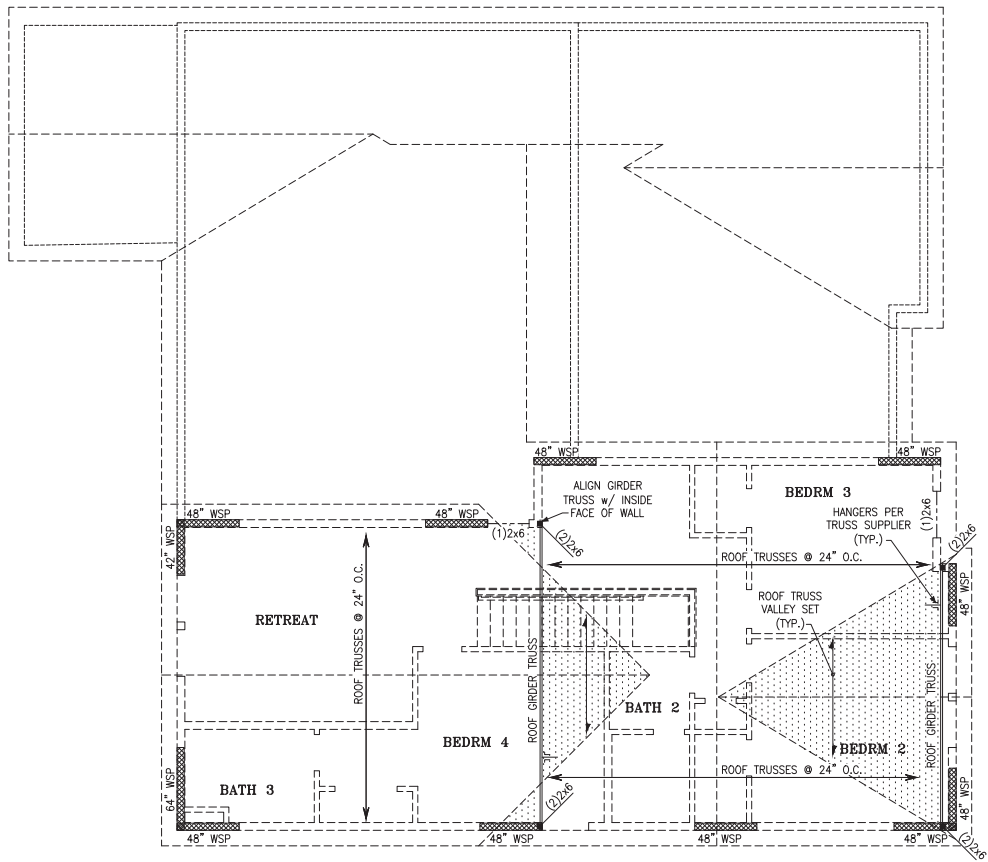 48" WSP
48" WSP
ALIGN GIRDER
TRUSS w/ INSIDE
FACE OF WALL
BEDRM 3
HANGERS PER
TRUSS SUPPLIER
(TYP.)
(1)2x6
(2)2x6
48" WSP
48" WSP
(1)2x6
(2)2x6
42" WSP
ROOF TRUSSES @ 24" O.C.
ROOF TRUSSES @ 24" O.C.
ROOF TRUSS
VALLEY SET
(TYP.)
48" WSP
RETREAT
ROOF GIRDER TRUSS
ROOF GIRDER TRUSS
BATH 2
BEDRM 4
BEDRM 2
ROOF TRUSSES @ 24" O.C.
BATH 3
64" WSP
(2)2x6
48" WSP
48" WSP
48" WSP
48" WSP
48" WSP
(2)2x6